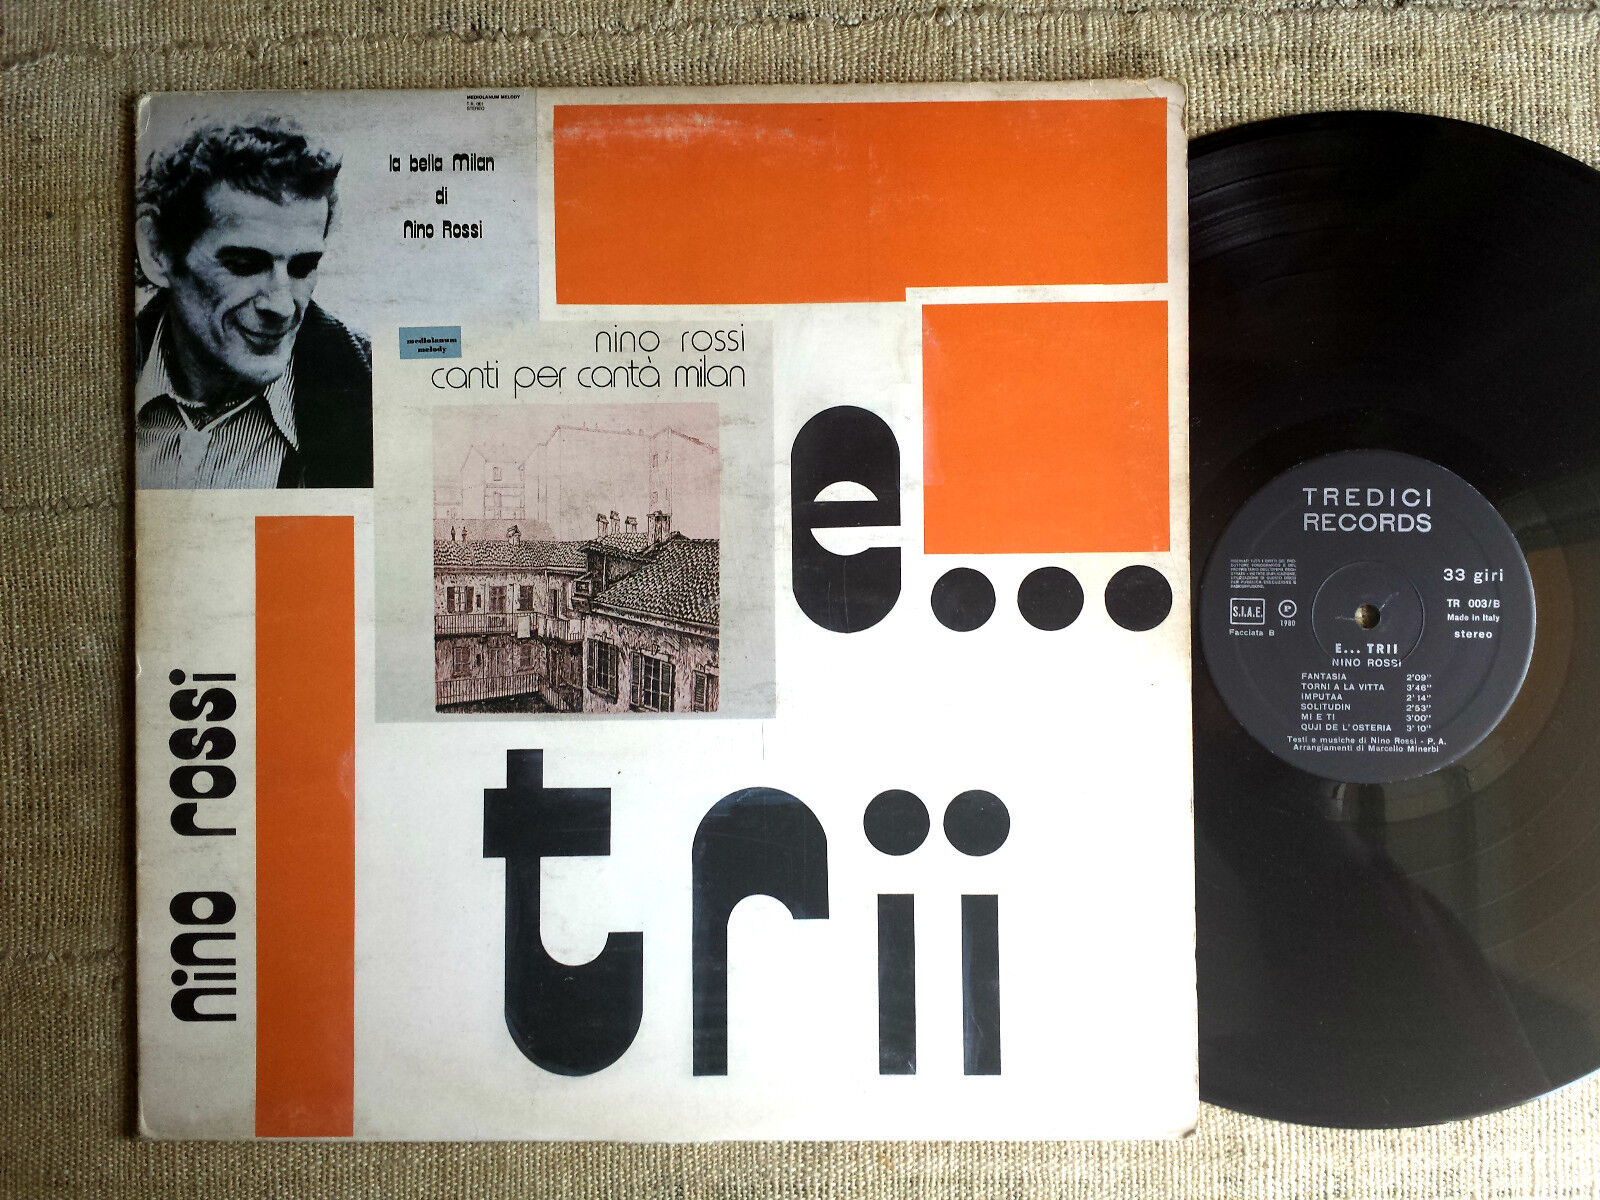 MEDIOLANUM MELODY
STEREO
la bella Milan
di
Nino Rossi
mediolanum
melody
nino rossi
canti per cantà milan
e...
trii
nino rossi
TREDICI
RECORDS
33 giri
S.I.A.E.
P
1980
Facciata B
TR 003/B
Made in Italy
stereo
E... TRII
NINO ROSSI
FANTASIA 2'09"
TORNI A LA VITTA 3'46"
IMPUTAA 2'14"
SOLITUDIN 2'53"
MI E TI 3'00"
QUJI DE L'OSTERIA 3'10"
Testi e musiche di Nino Rossi - P. A.
Arrangiamenti di Marcello Minerbi